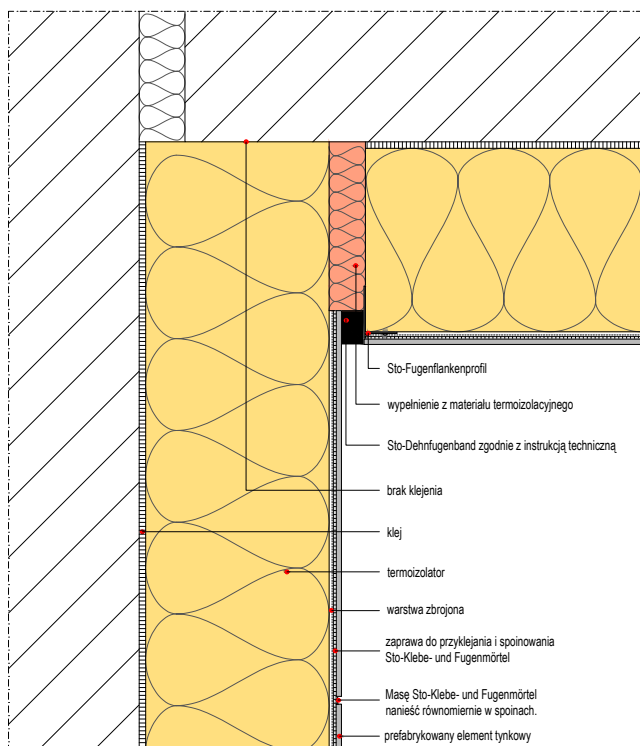 Sto-Fugenflankenprofil
wypełnienie z materiału termoizolacyjnego
Sto-Dehnfugenband zgodnie z instrukcją techniczną
brak klejenia
klej
termoizolator
warstwa zbrojona
zaprawa do przyklejania i spoinowania
Sto-Klebe- und Fugenmörtel
Masę Sto-Klebe- und Fugenmörtel
nanieść równomiernie w spoinach.
prefabrykowany element tynkowy